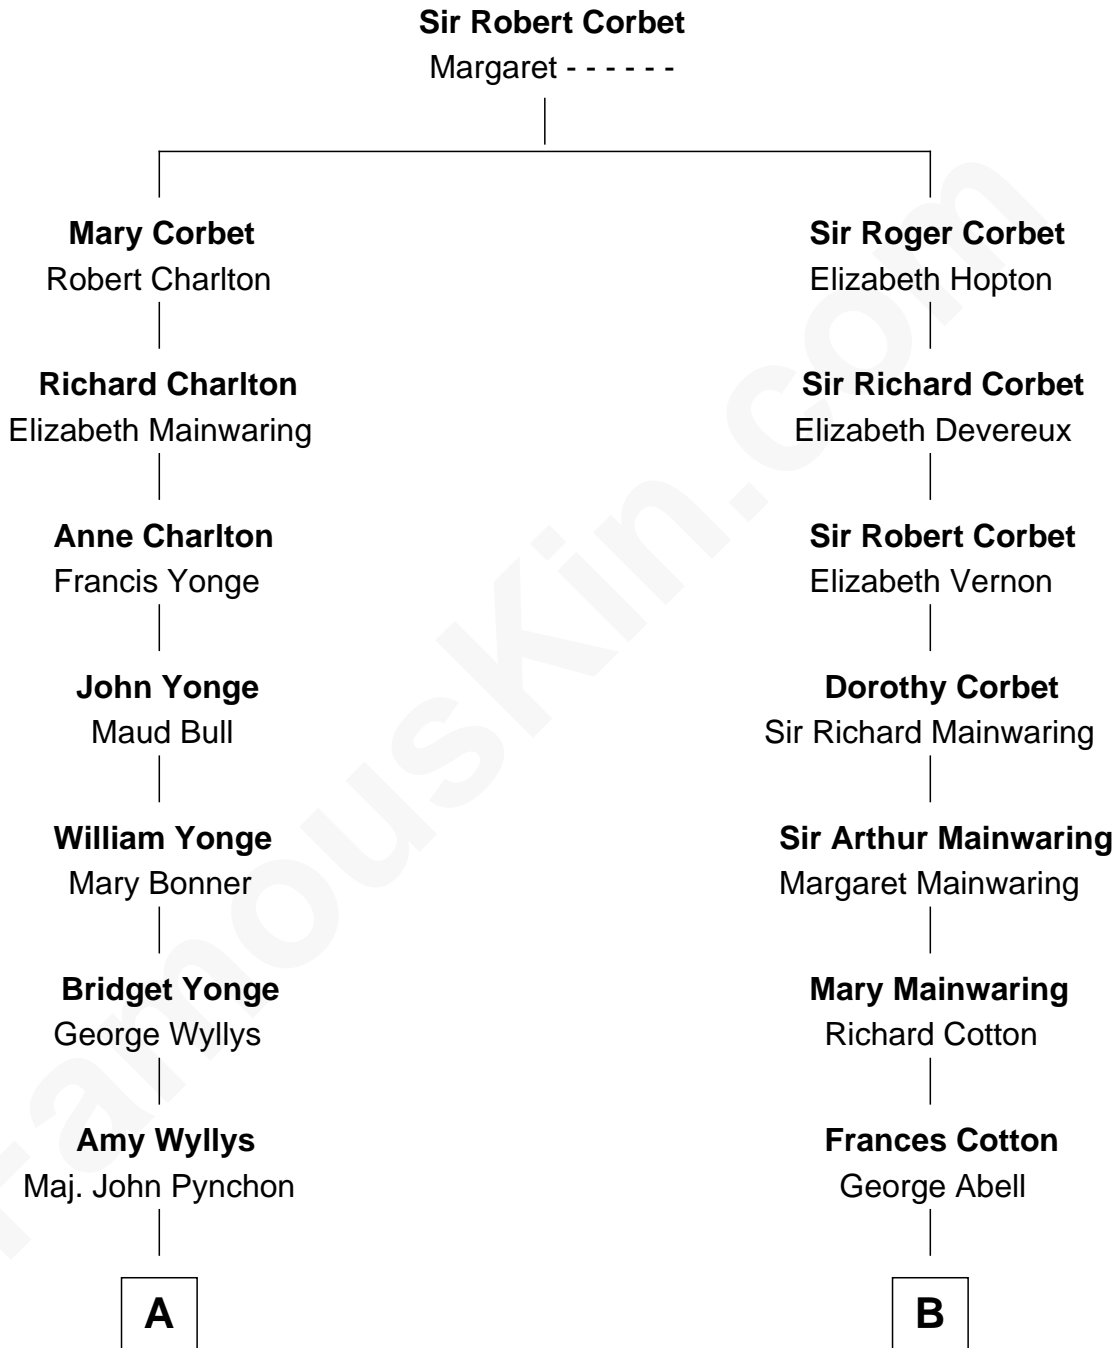 Sir Robert Corbet
Margaret - - - - - -
Mary Corbet
Robert Charlton
Sir Roger Corbet
Elizabeth Hopton
Richard Charlton
Elizabeth Mainwaring
Sir Richard Corbet
Elizabeth Devereux
Anne Charlton
Francis Yonge
Sir Robert Corbet
Elizabeth Vernon
John Yonge
Maud Bull
Dorothy Corbet
Sir Richard Mainwaring
William Yonge
Mary Bonner
Sir Arthur Mainwaring
Margaret Mainwaring
Bridget Yonge
George Wyllys
Mary Mainwaring
Richard Cotton
Amy Wyllys
Maj. John Pynchon
Frances Cotton
George Abell
A
B
FamousKin.com